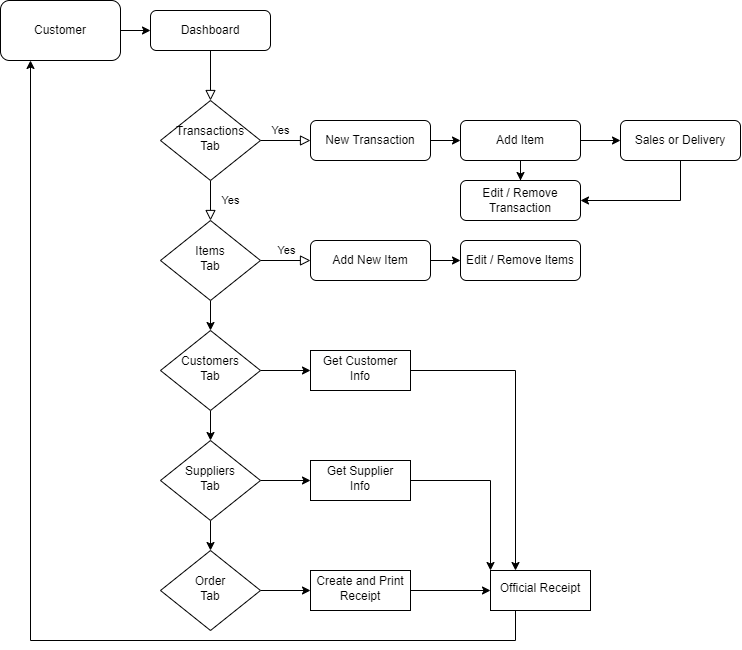 Customer
Dashboard
Transactions
Tab
Yes
New Transaction
Add Item
Sales or Delivery
Edit / Remove
Transaction
Yes
Items
Tab
Yes
Add New Item
Edit / Remove Items
Customers
Tab
Get Customer
Info
Suppliers
Tab
Get Supplier
Info
Order
Tab
Create and Print
Receipt
Official Receipt